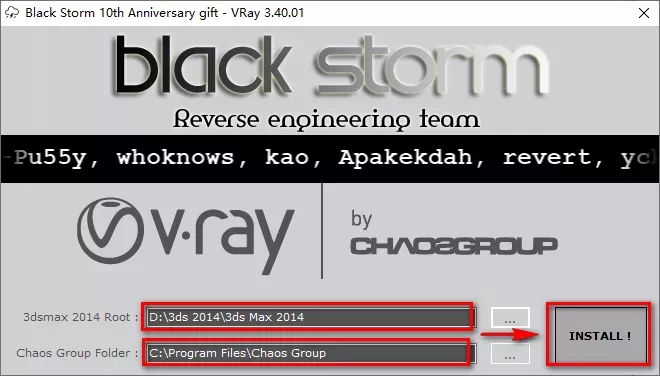 Black Storm 10th Anniversary gift - VRay 3.40.01
black storm
Reverse engineering team
-Pu55y, whoknows, kao, Apakekdah, revert,
v·ray
by
CHAOSGROUP
3dsmax 2014 Root :
D:\3ds 2014\3ds Max 2014
...
INSTALL !
Chaos Group Folder :
C:\Program Files\Chaos Group
...